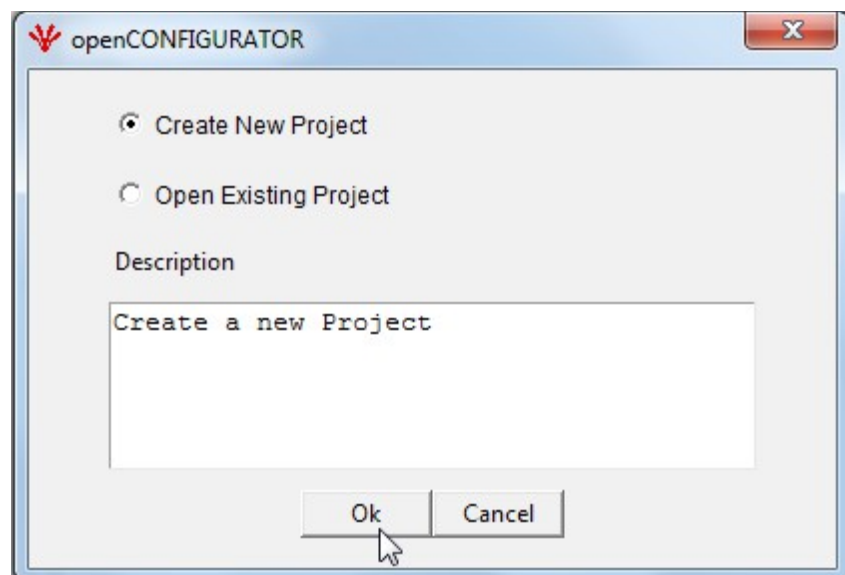 openCONFIGURATOR
Create New Project
Open Existing Project
Description
Create a new Project
Ok
Cancel